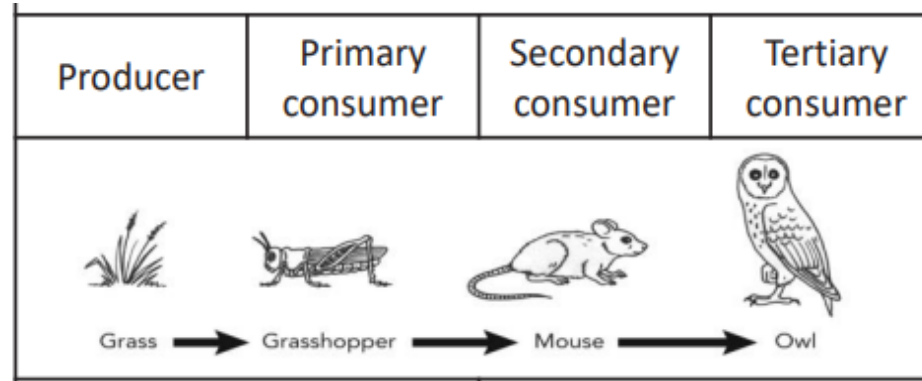 Producer
Primary
consumer
Secondary
consumer
Tertiary
consumer
Grass Grasshopper Mouse Owl